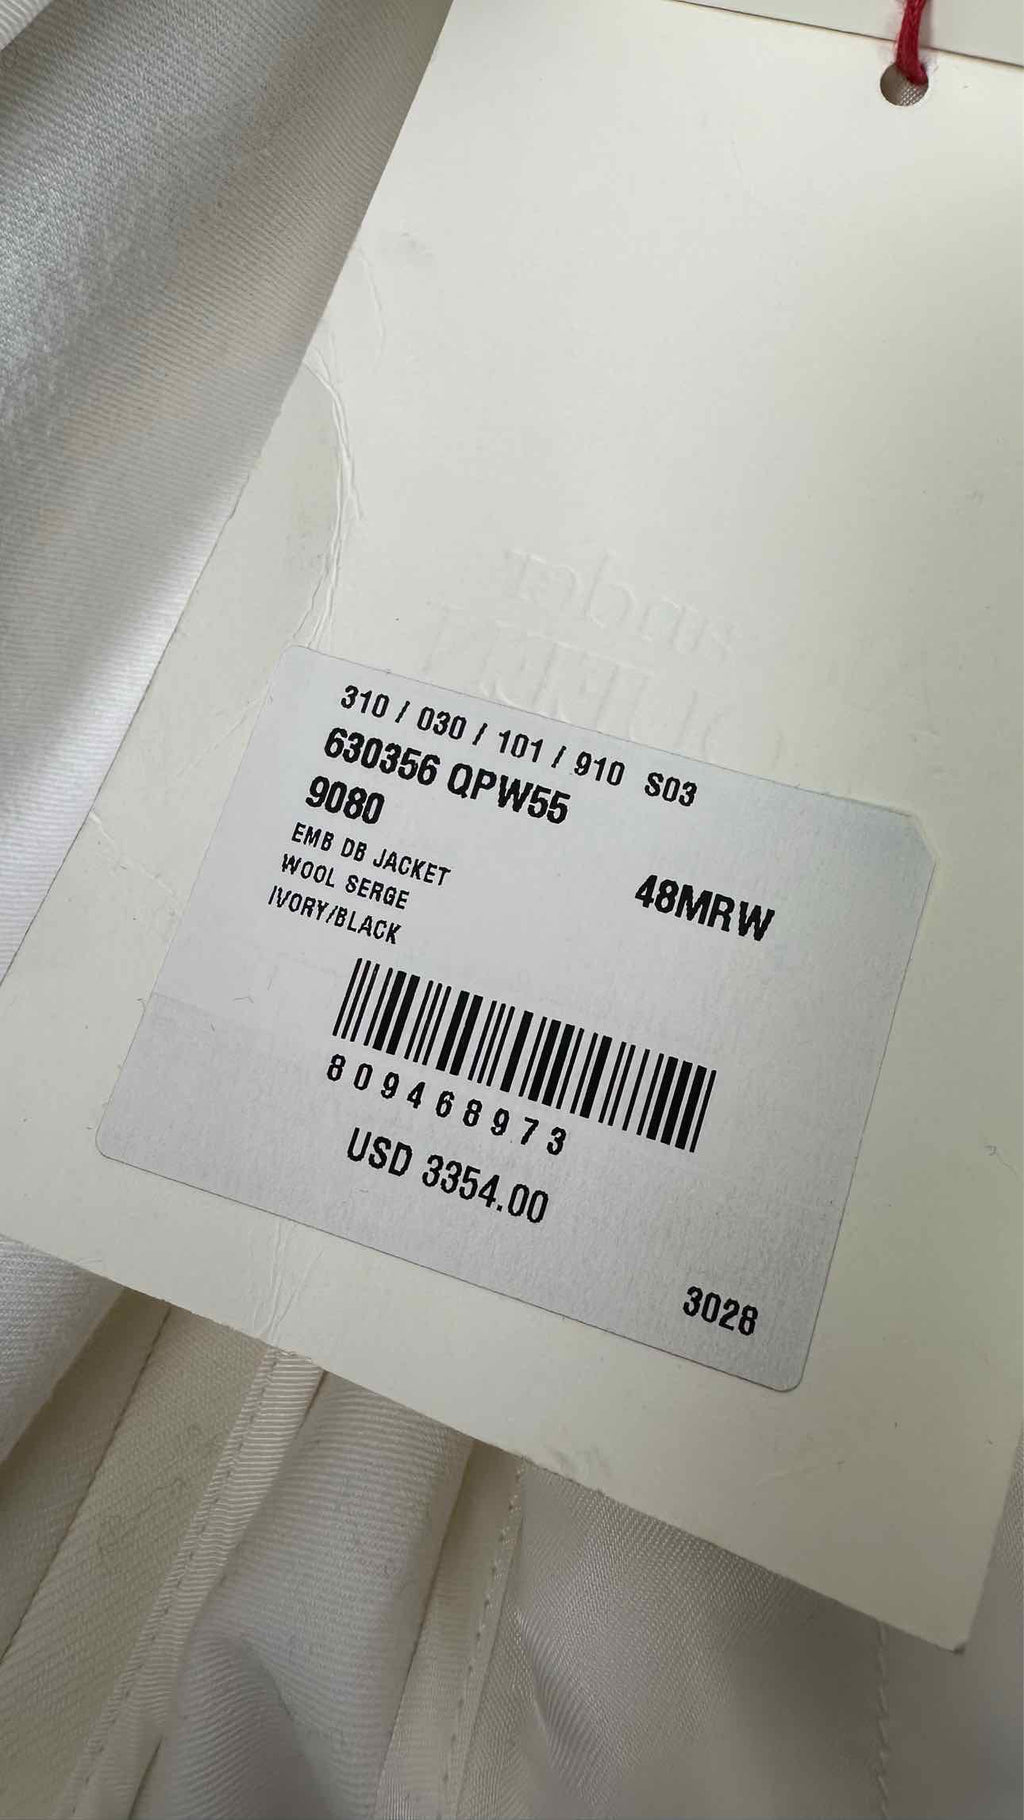 310 / 030 / 101 / 910 S03
630356 QPW55
9080
EMB DB JACKET
WOOL SERGE
IVORY/BLACK
48MRW
809468973
USD 3354.00
3028